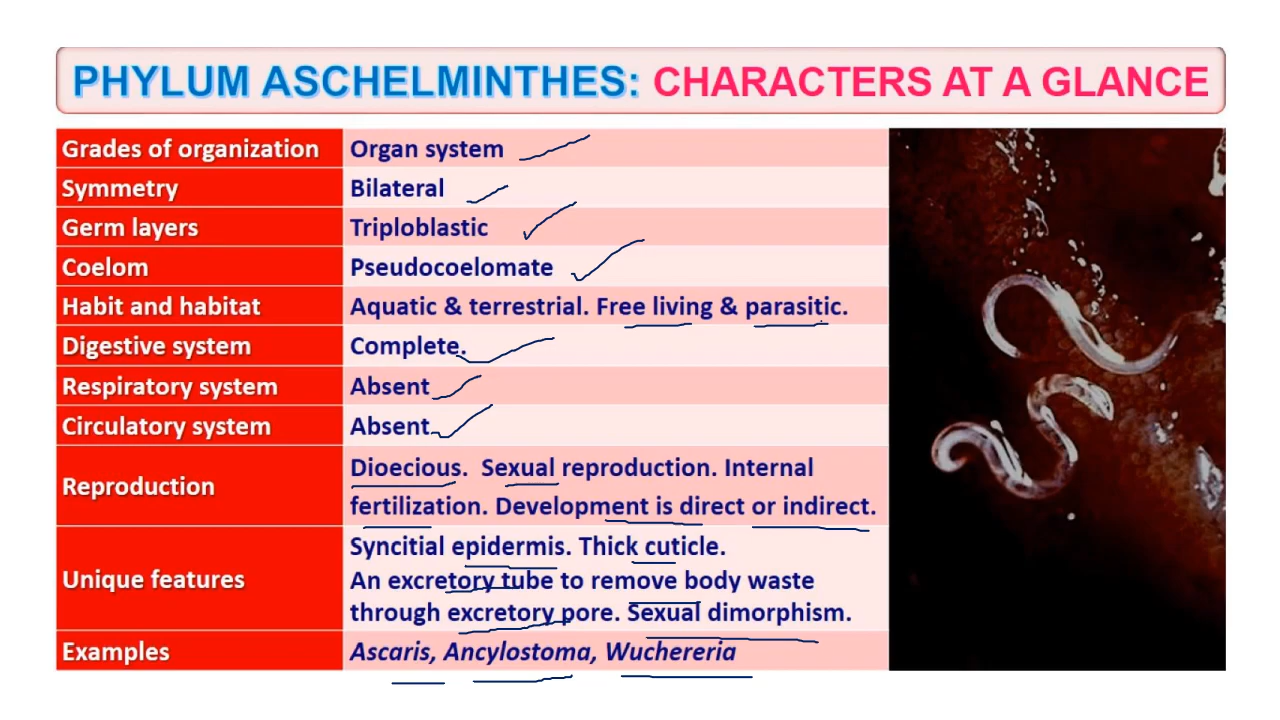 PHYLUM ASCHELMINTHES: CHARACTERS AT A GLANCE
Grades of organization Organ system
Symmetry Bilateral
Germ layers Triploblastic
Coelom Pseudocoelomate
Habit and habitat Aquatic & terrestrial. Free living & parasitic.
Digestive system Complete.
Respiratory system Absent
Circulatory system Absent
Reproduction Dioecious. Sexual reproduction. Internal
fertilization. Development is direct or indirect.
Unique features Syncitial epidermis. Thick cuticle.
An excretory tube to remove body waste
through excretory pore. Sexual dimorphism.
Examples Ascaris, Ancylostoma, Wuchereria